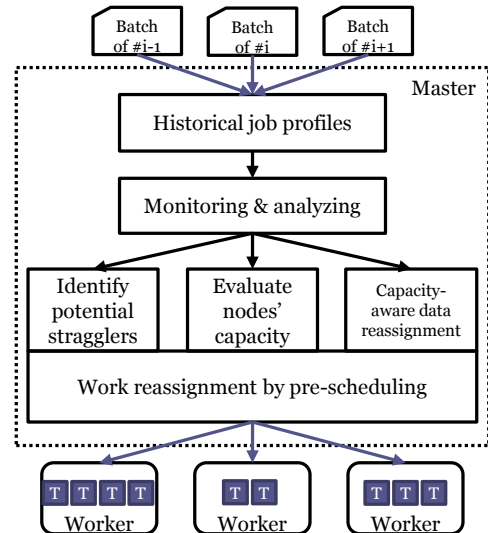 Batch
of #i-1
Batch
of #i
Batch
of #i+1
Master
Historical job profiles
Monitoring & analyzing
Identify
potential
stragglers
Evaluate
nodes’
capacity
Capacity-
aware data
reassignment
Work reassignment by pre-scheduling
T T T T
Worker
T T
Worker
T T T
Worker